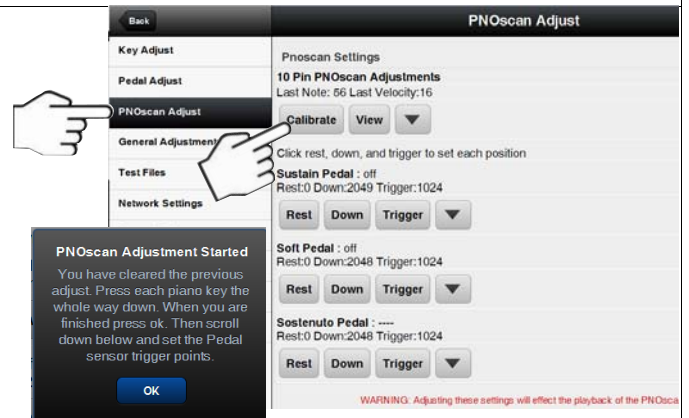 Back
PNOscan Adjust
Key Adjust
Pedal Adjust
PNOscan Adjust
General Adjustment
Test Files
Network Settings
Pnoscan Settings
10 Pin PNOscan Adjustments
Last Note: 56 Last Velocity:16
Calibrate View
Click rest, down, and trigger to set each position
Sustain Pedal : off
Rest:0 Down:2049 Trigger:1024
Rest Down Trigger
Soft Pedal : off
Rest:0 Down:2048 Trigger:1024
Rest Down Trigger
Sostenuto Pedal : ----
Rest:0 Down:2048 Trigger:1024
Rest Down Trigger
WARNING: Adjusting these settings will effect the playback of the PNOsca
PNOscan Adjustment Started
You have cleared the previous
adjust. Press each piano key the
whole way down. When you are
finished press ok. Then scroll
down below and set the Pedal
sensor trigger points.
OK